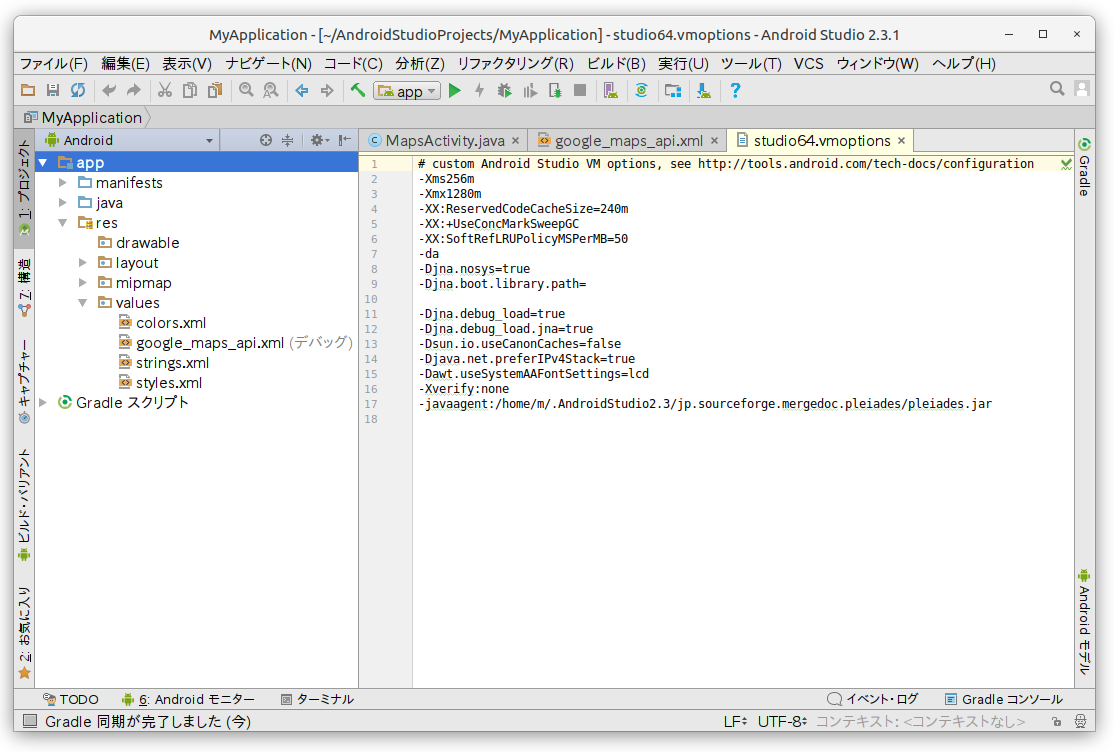 MyApplication - [~/AndroidStudioProjects/MyApplication] - studio64.vmoptions - Android Studio 2.3.1
ファイル(F) 編集(E) 表示(V) ナビゲート(N) コード(C) 分析(Z) リファクタリング(R) ビルド(B) 実行(U) ツール(T) VCS ウィンドウ(W) ヘルプ(H)
app
MyApplication
Android
MapsActivity.java
google_maps_api.xml
studio64.vmoptions
1: プロジェクト
7: 構造
キャプチャー
ビルド・バリアント
2: お気に入り
app
manifests
java
res
drawable
layout
mipmap
values
colors.xml
google_maps_api.xml (デバッグ)
strings.xml
styles.xml
Gradle スクリプト
1 # custom Android Studio VM options, see http://tools.android.com/tech-docs/configuration
2 -Xms256m
3 -Xmx1280m
4 -XX:ReservedCodeCacheSize=240m
5 -XX:+UseConcMarkSweepGC
6 -XX:SoftRefLRUPolicyMSPerMB=50
7 -da
8 -Djna.nosys=true
9 -Djna.boot.library.path=
10
11 -Djna.debug_load=true
12 -Djna.debug_load.jna=true
13 -Dsun.io.useCanonCaches=false
14 -Djava.net.preferIPv4Stack=true
15 -Dawt.useSystemAAFontSettings=lcd
16 -Xverify:none
17 -javaagent:/home/m/.AndroidStudio2.3/jp.sourceforge.mergedoc.pleiades/pleiades.jar
18
Gradle
Android モデル
TODO
6: Android モニター
ターミナル
イベント・ログ
Gradle コンソール
Gradle 同期が完了しました (今)
LF UTF-8 コンテキスト: <コンテキストなし>